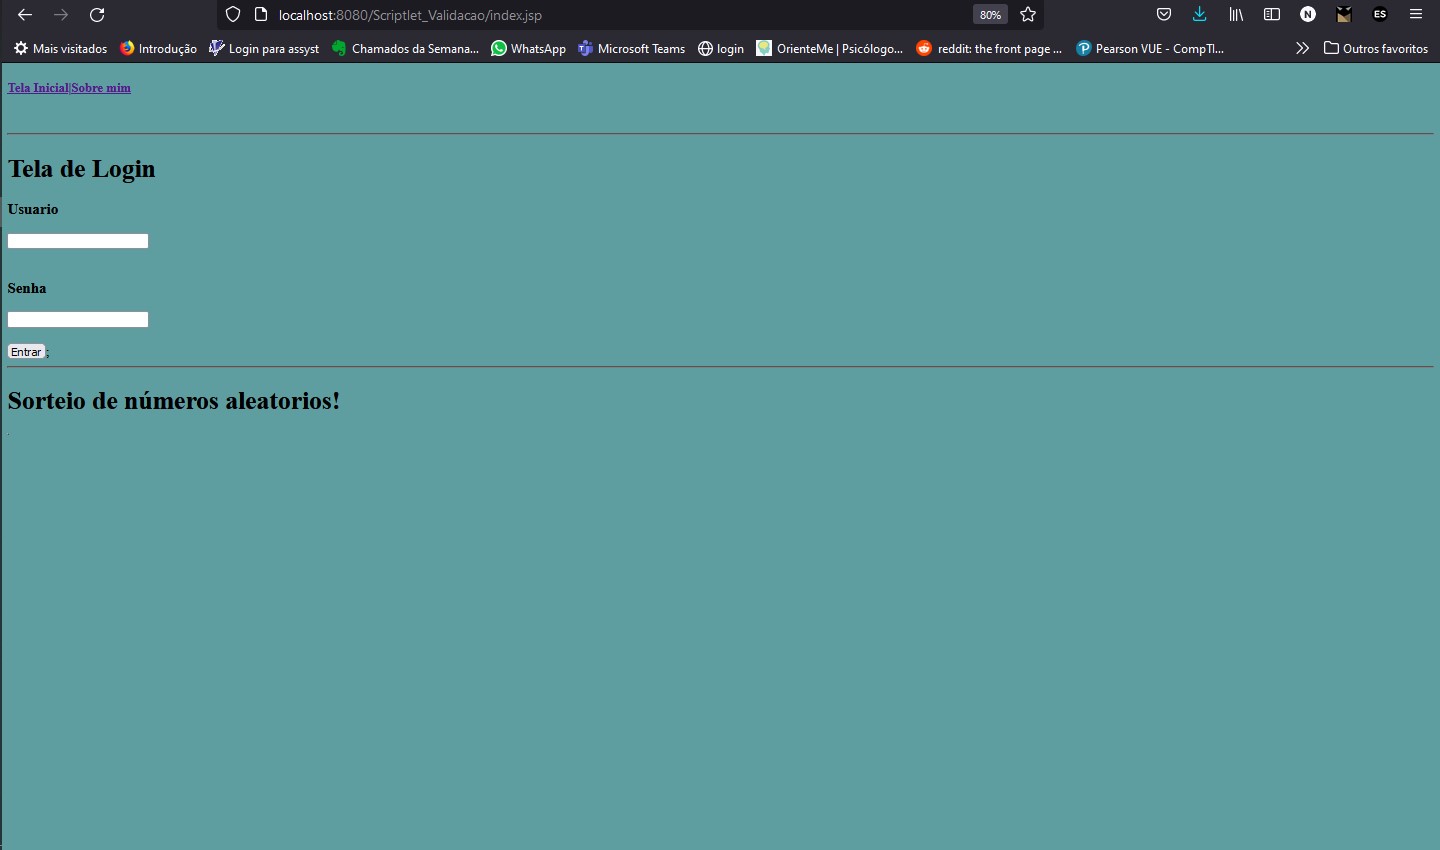 localhost:8080/Scriptlet_Validacao/index.jsp 80% N ES
Mais visitados Introdução Login para assyst Chamados da Semana... WhatsApp Microsoft Teams login OrienteMe | Psicólogo... reddit: the front page ... Pearson VUE - CompTI... Outros favoritos
Tela Inicial|Sobre mim
Tela de Login
Usuario
Senha
Entrar ;
Sorteio de números aleatorios!
.